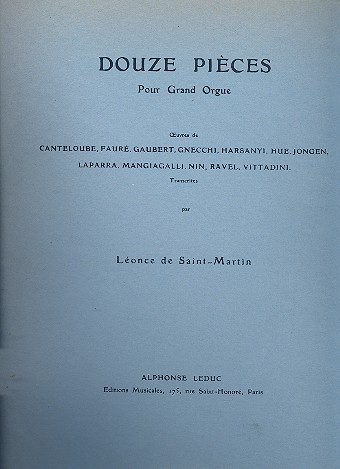 DOUZE PIÈCES
Pour Grand Orgue
Œuvres de
CANTELOUBE, FAURÉ, GAUBERT, GNECCHI, HARSANYI, HUE, JONGEN,
LAPARRA, MANGIAGALLI, NIN, RAVEL, VITTADINI.
Transcrites
par
Léonce de Saint-Martin
ALPHONSE LEDUC
Editions Musicales, 175, rue Saint-Honoré, Paris